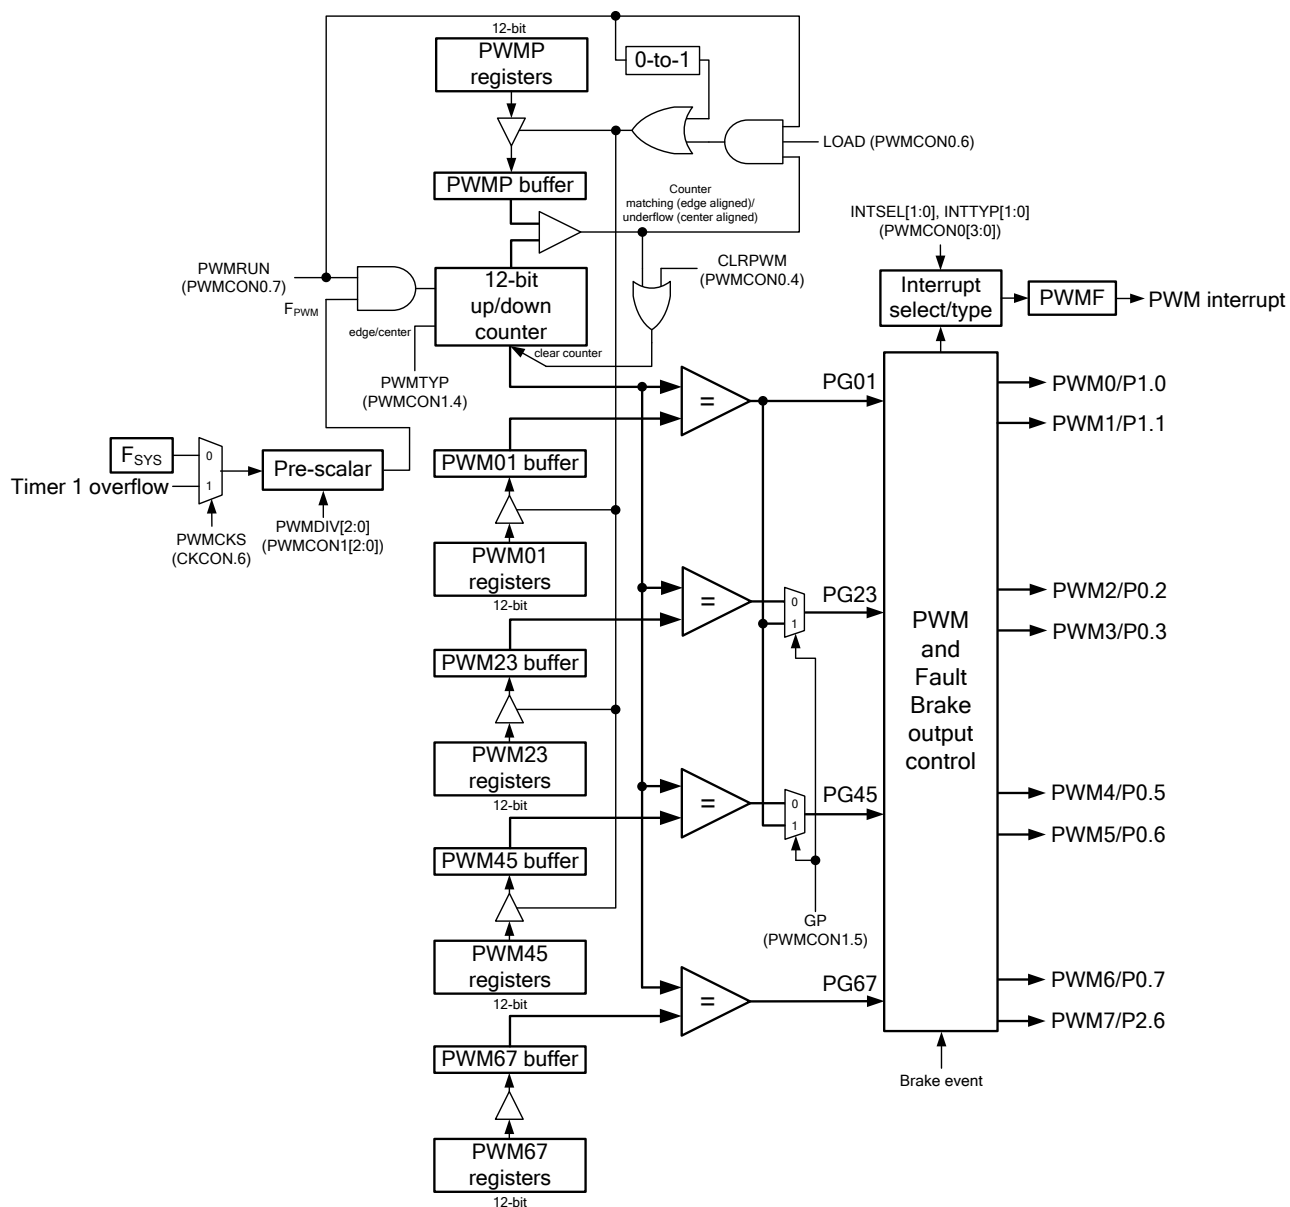 12-bit
PWMP
registers
0-to-1
LOAD (PWMCON0.6)
PWMP buffer
Counter
matching (edge aligned)/
underflow (center aligned)
INTSEL[1:0], INTTYP[1:0]
(PWMCON0[3:0])
PWMRUN
(PWMCON0.7)
CLRPWM
(PWMCON0.4)
12-bit
up/down
counter
Interrupt
select/type
PWMF
PWM interrupt
FPWM
edge/center
clear counter
PWMTYP
(PWMCON1.4)
PG01
PWM0/P1.0
=
PWM1/P1.1
FSYS
0
1
Timer 1 overflow
Pre-scalar
PWM01 buffer
PWMCKS
(CKCON.6)
PWMDIV[2:0]
(PWMCON1[2:0])
PWM01
registers
12-bit
=
0
1
PG23
PWM2/P0.2
PWM3/P0.3
PWM
and
Fault
Brake
output
control
PWM23 buffer
PWM23
registers
12-bit
=
0
1
PG45
PWM4/P0.5
PWM5/P0.6
PWM45 buffer
GP
(PWMCON1.5)
PWM45
registers
12-bit
=
PG67
PWM6/P0.7
PWM7/P2.6
PWM67 buffer
Brake event
PWM67
registers
12-bit